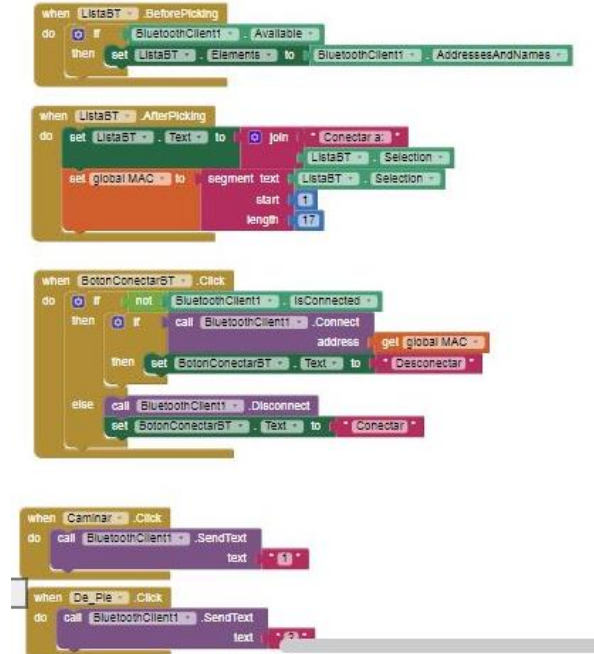 when ListaBT .BeforePicking
do if BluetoothClient1 . Available
then set ListaBT . Elements to BluetoothClient1 . AddressesAndNames
when ListaBT .AfterPicking
do set ListaBT . Text to join " Conectar a: "
ListaBT . Selection
set global MAC to segment text ListaBT . Selection
start 1
length 17
when BotonConectarBT .Click
do if not BluetoothClient1 . IsConnected
then if call BluetoothClient1 .Connect
address get global MAC
then set BotonConectarBT . Text to " Desconectar "
else call BluetoothClient1 .Disconnect
set BotonConectarBT . Text to " Conectar "
when Caminar .Click
do call BluetoothClient1 .SendText
text " 1 "
when De_Pie .Click
do call BluetoothClient1 .SendText
text